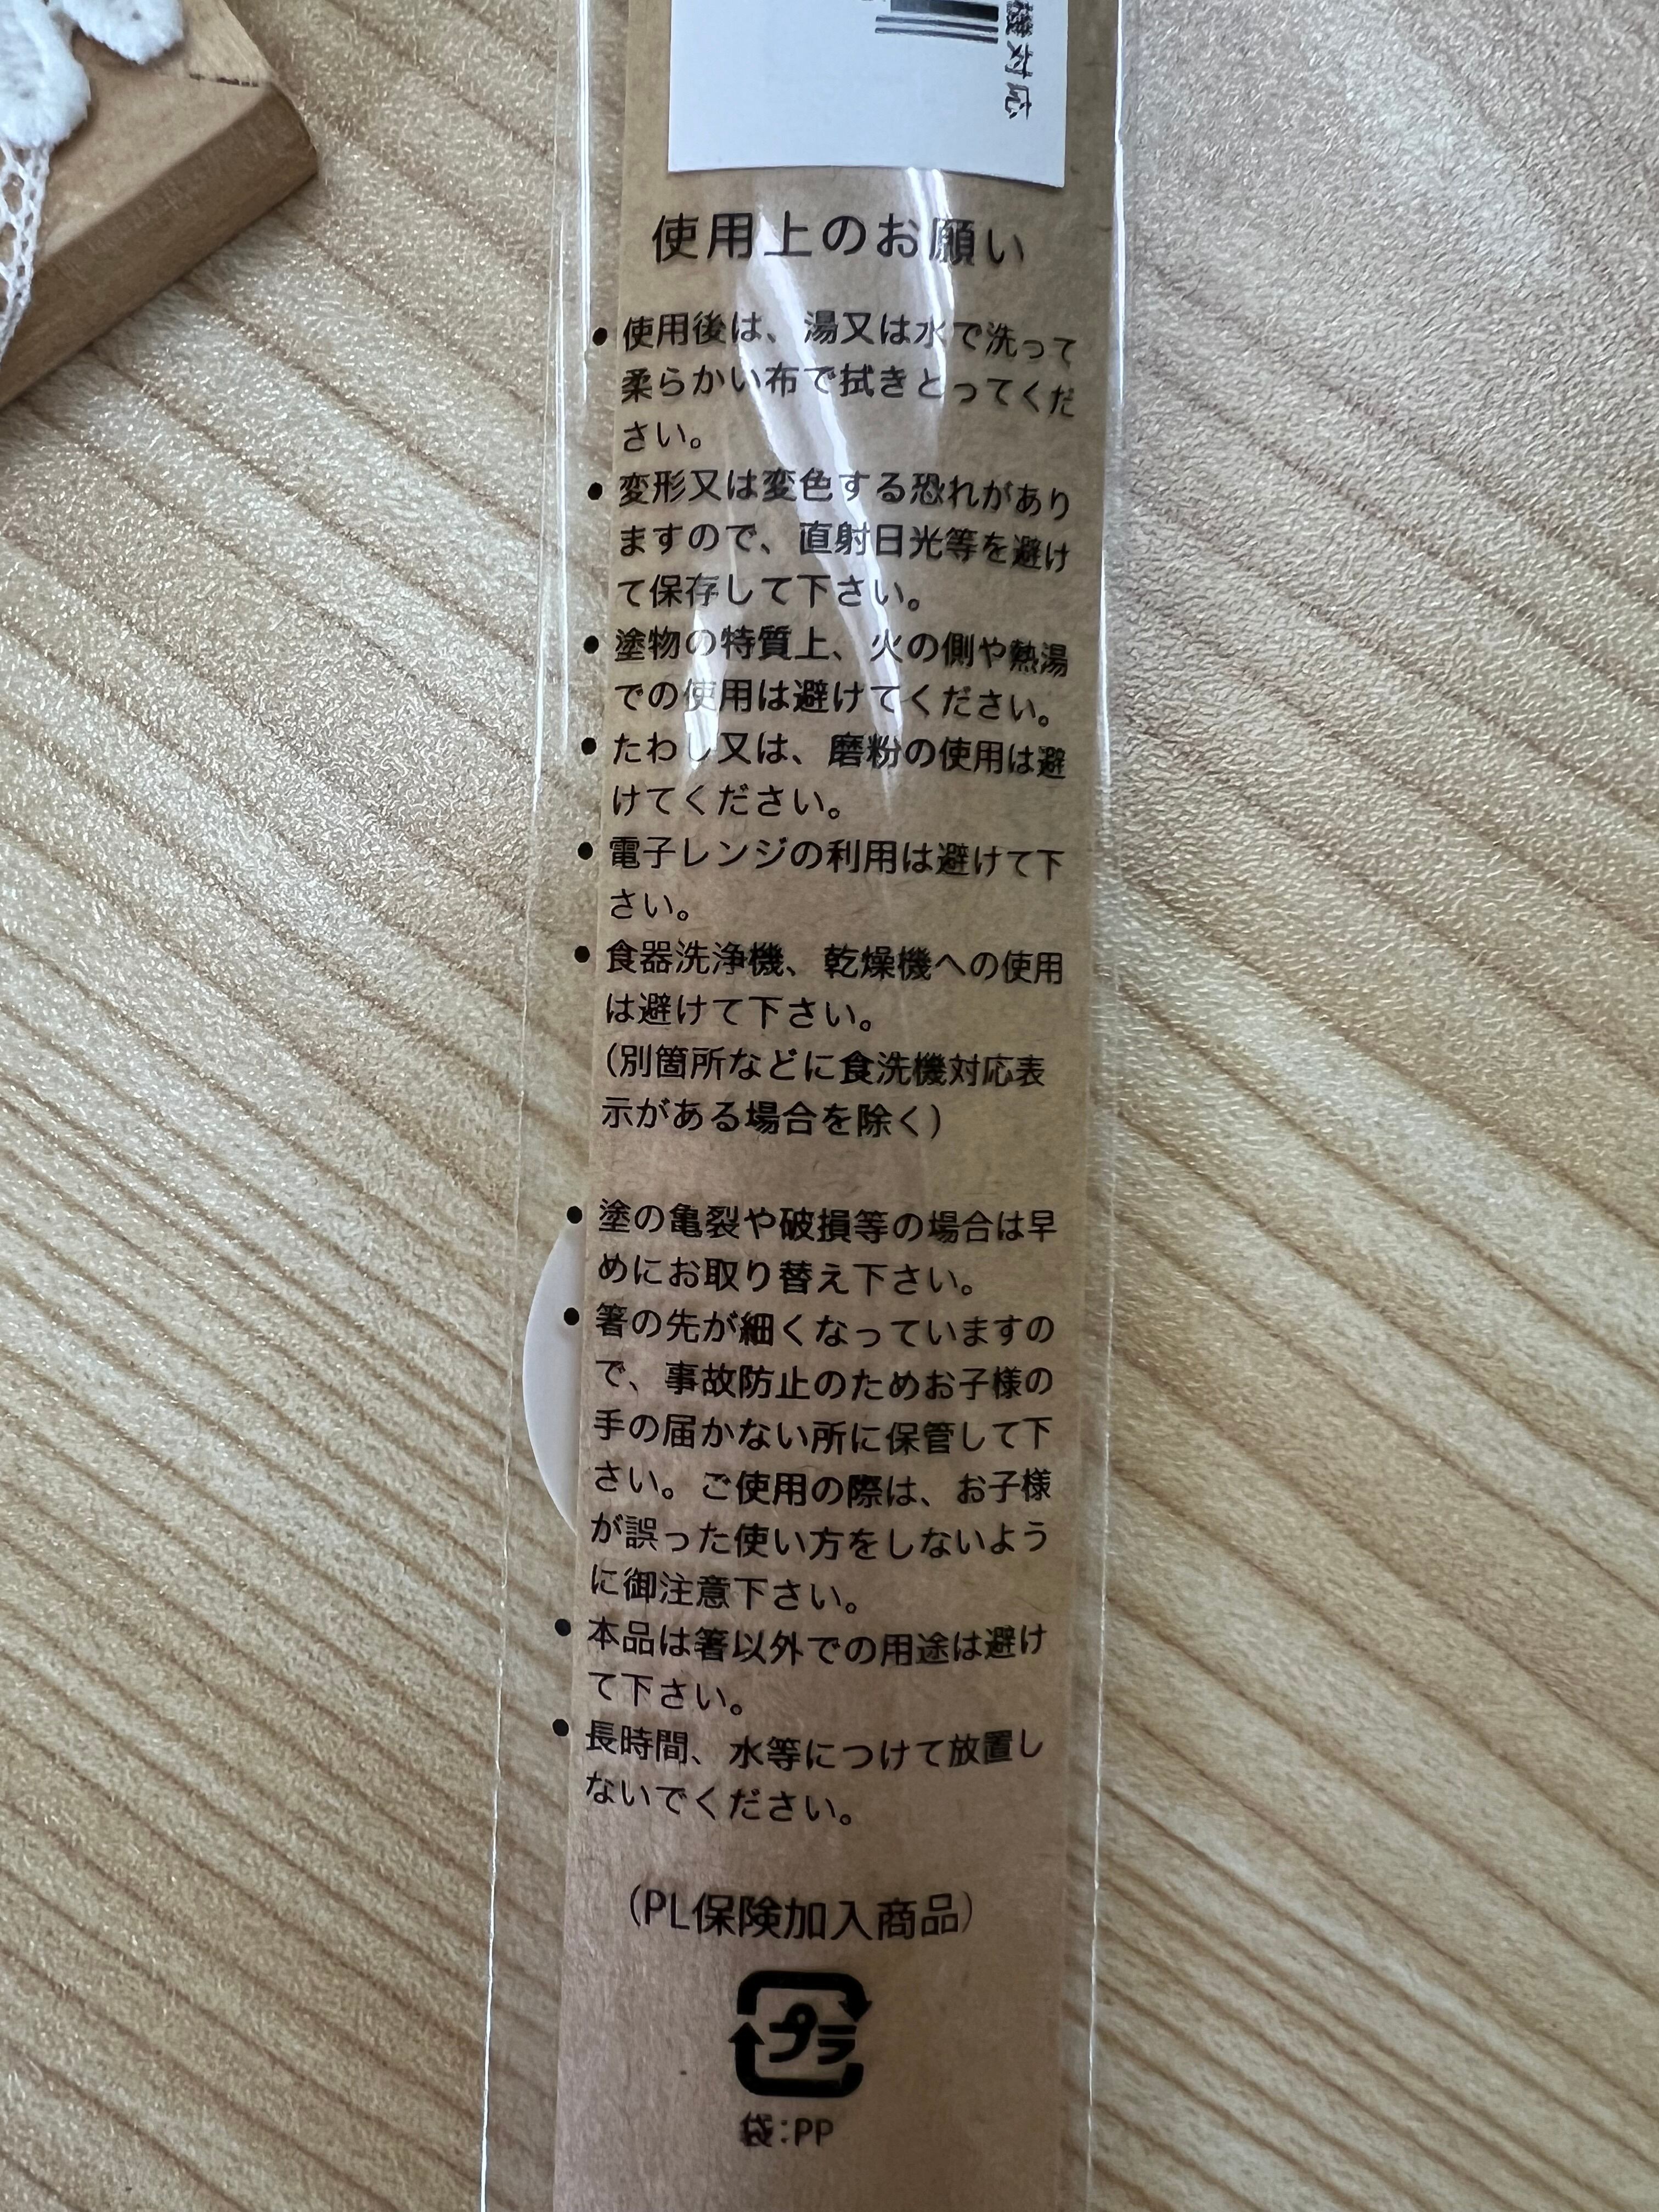 機対応
使用上のお願い
●使用後は、湯又は水で洗って
柔らかい布で拭きとってくだ
さい。
●変形又は変色する恐れがあり
ますので、直射日光等を避け
て保存して下さい。
●塗物の特質上、火の側や熱湯
での使用は避けてください。
●たわし又は、磨粉の使用は避
けてください。
●電子レンジの利用は避けて下
さい。
●食器洗浄機、乾燥機への使用
は避けて下さい。
(別箇所などに食洗機対応表
示がある場合を除く)
●塗の亀裂や破損等の場合は早
めにお取り替え下さい。
●箸の先が細くなっていますの
で、事故防止のためお子様の
手の届かない所に保管して下
さい。ご使用の際は、お子様
が誤った使い方をしないよう
に御注意下さい。
●本品は箸以外での用途は避け
て下さい。
●長時間、水等につけて放置し
ないでください。
(PL保険加入商品)
プラ
袋:PP